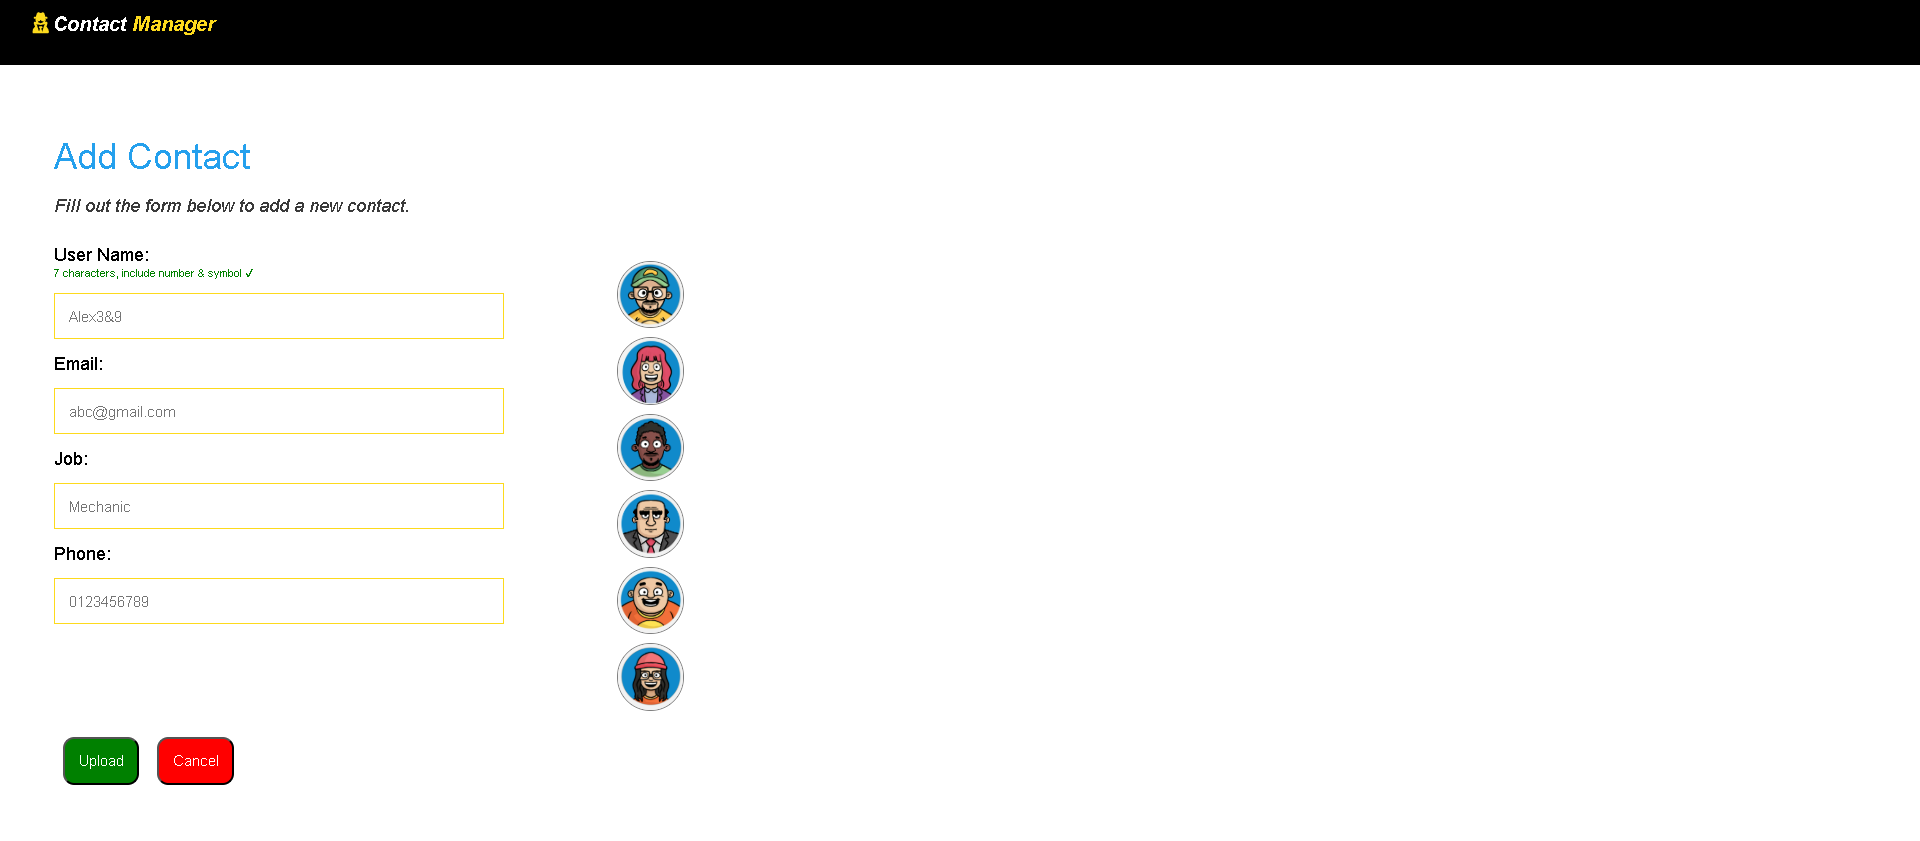 Contact Manager
Add Contact
Fill out the form below to add a new contact.
User Name:
7 characters, include number & symbol ✓
Alex3&9
Email:
abc@gmail.com
Job:
Mechanic
Phone:
0123456789
Upload
Cancel